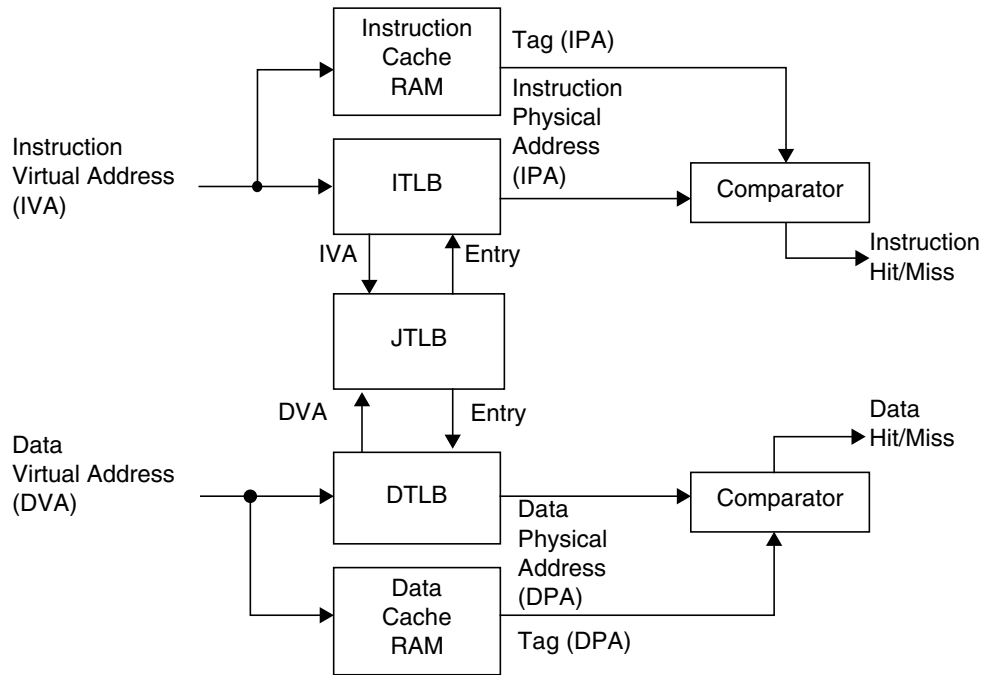 Instruction
Cache
RAM
Tag (IPA)
Instruction
Physical
Address
(IPA)
Instruction
Virtual Address
(IVA)
ITLB
Comparator
IVA
Entry
Instruction
Hit/Miss
JTLB
DVA
Entry
Data
Hit/Miss
Data
Virtual Address
(DVA)
DTLB
Comparator
Data
Physical
Address
(DPA)
Data
Cache
RAM
Tag (DPA)